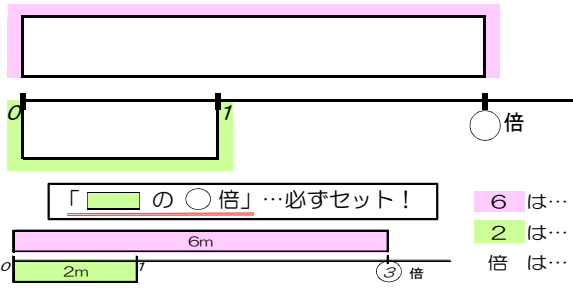 0 1 倍
「 の 倍」…必ずセット！
6 は…
6m
2 は…
0 1 3 倍
2m
倍 は…